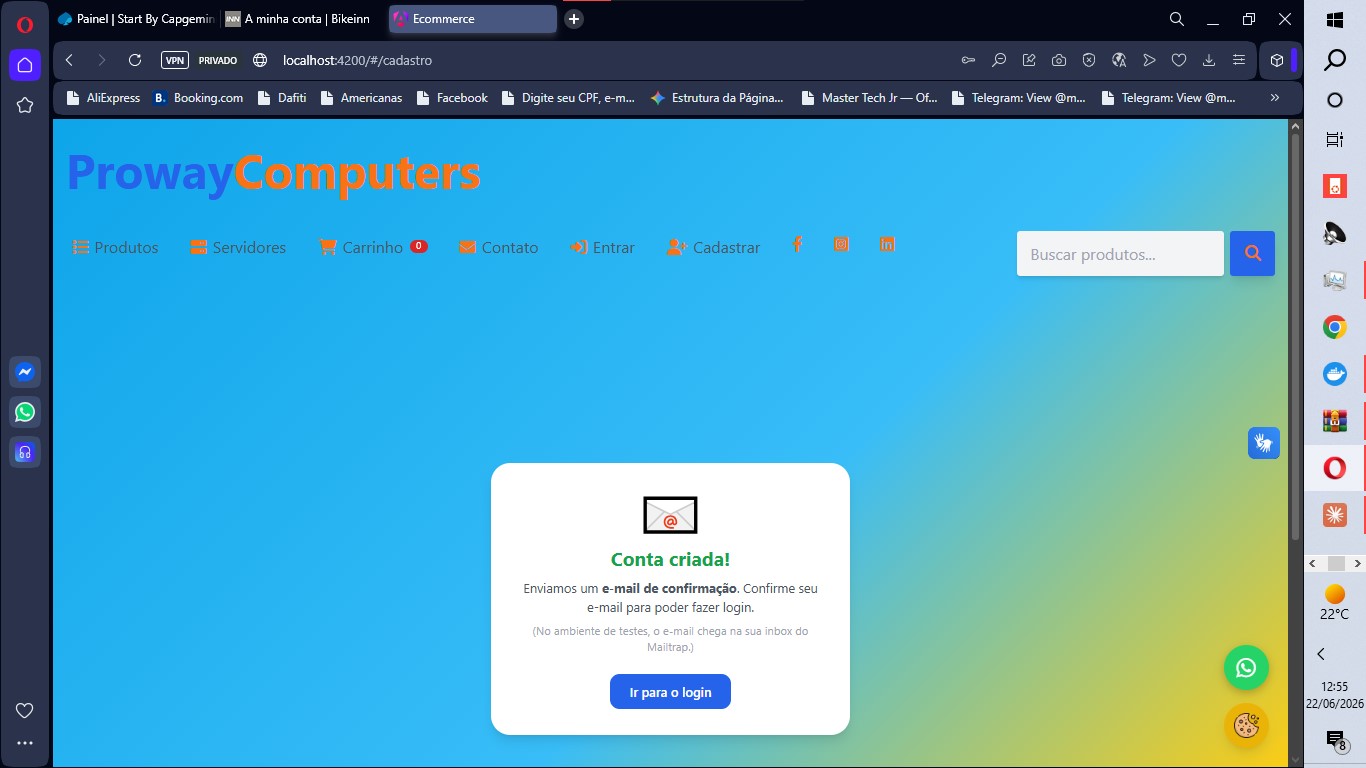 Painel | Start By Capgemin
INN A minha conta | Bikeinn
Ecommerce
VPN PRIVADO localhost:4200/#/cadastro
AliExpress B. Booking.com Dafiti Americanas Facebook Digite seu CPF, e-m... Estrutura da Página... Master Tech Jr — Of... Telegram: View @m... Telegram: View @m... »
ProwayComputers
Produtos Servidores Carrinho 0 Contato Entrar Cadastrar
Buscar produtos...
@
Conta criada!
Enviamos um e-mail de confirmação. Confirme seu
e-mail para poder fazer login.
(No ambiente de testes, o e-mail chega na sua inbox do
Mailtrap.)
Ir para o login
22°C
12:55
22/06/2026
8